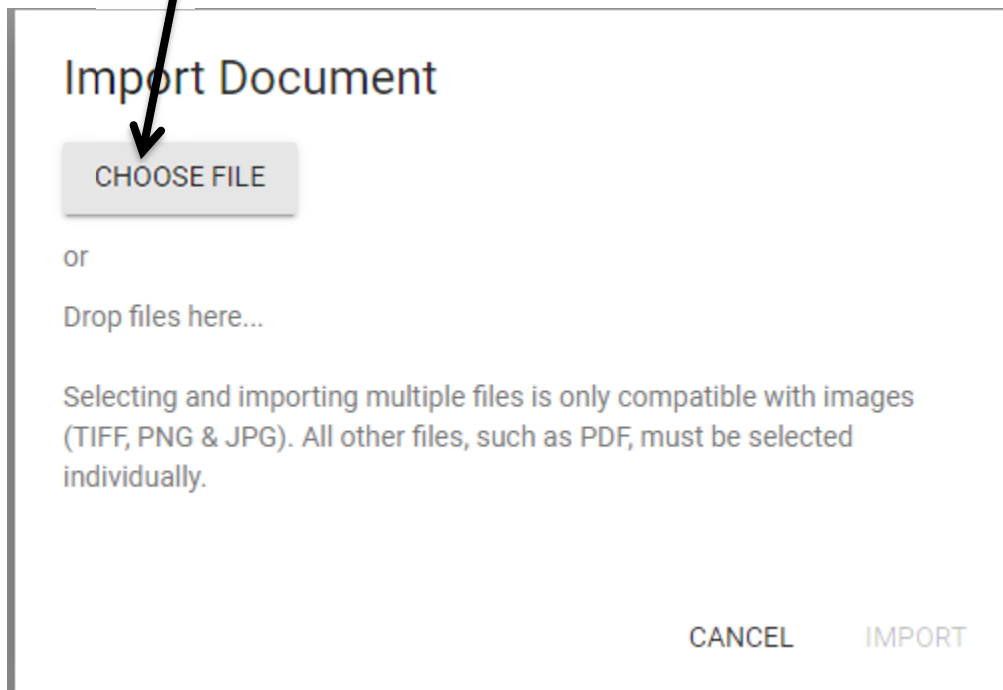 Import Document
CHOOSE FILE
or
Drop files here...
Selecting and importing multiple files is only compatible with images
(TIFF, PNG & JPG). All other files, such as PDF, must be selected
individually.
CANCEL IMPORT